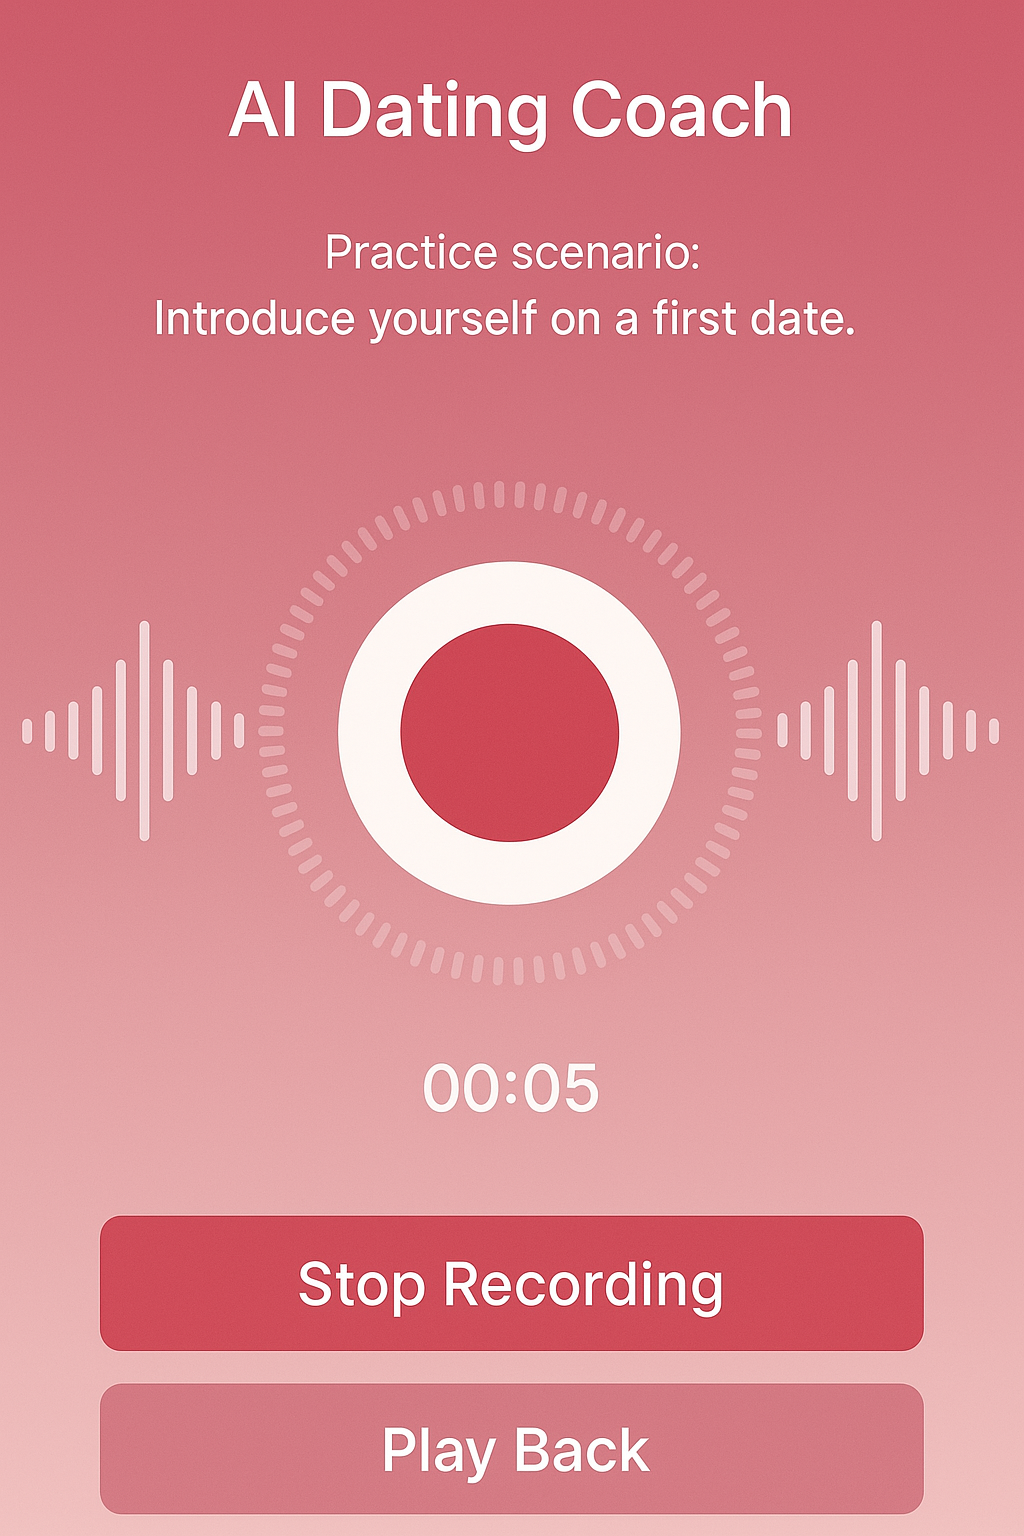 AI Dating Coach
Practice scenario:
Introduce yourself on a first date.
00:05
Stop Recording
Play Back